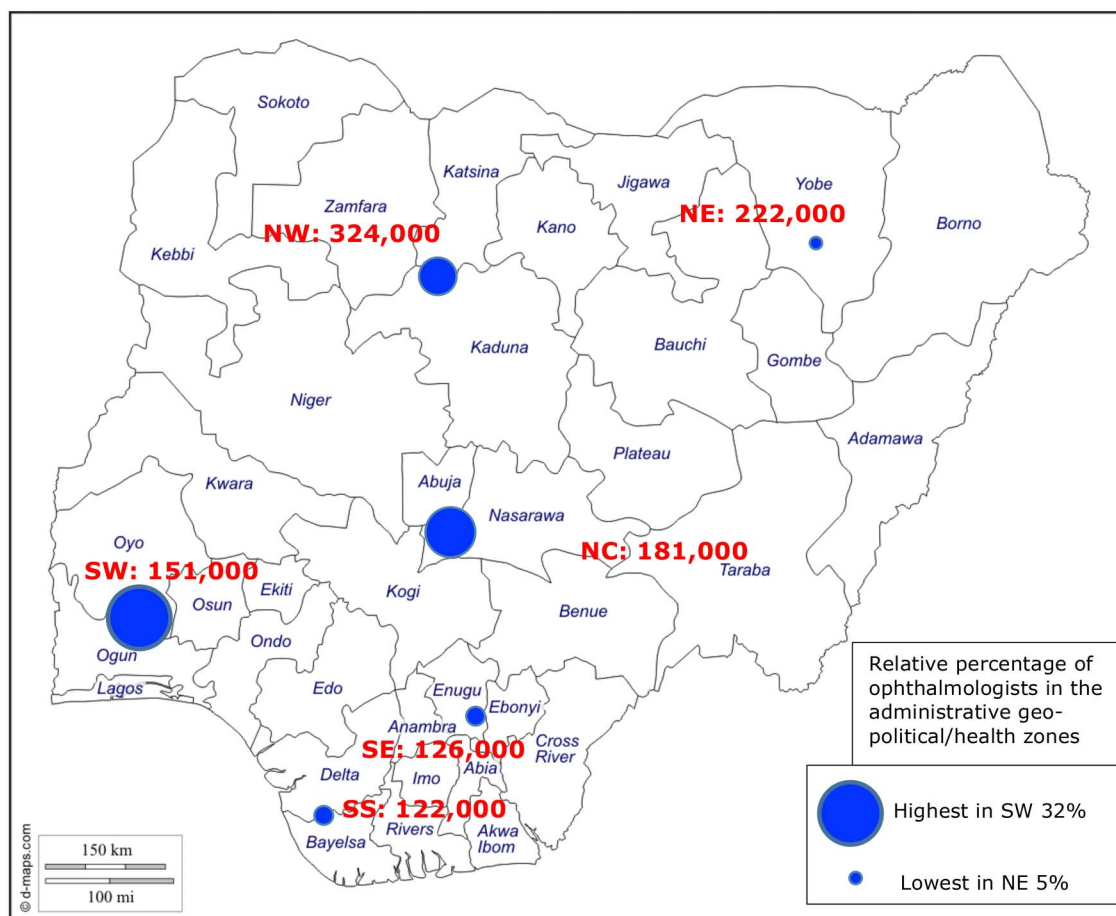 Sokoto
Katsina
Jigawa
Yobe
Zamfara
NW: 324,000
Kano
NE: 222,000
Borno
Kebbi
Kaduna
Bauchi
Gombe
Niger
Adamawa
Plateau
Abuja
Kwara
Nasarawa
Oyo
NC: 181,000
SW: 151,000
Taraba
Ekiti
Kogi
Osun
Benue
Ondo
Ogun
Lagos
Edo
Enugu
Ebonyi
Anambra
Cross
River
SE: 126,000
Delta
Imo
Abia
SS: 122,000
Bayelsa
Rivers
Akwa
Ibom
Relative percentage of
ophthalmologists in the
administrative geo-
political/health zones
Highest in SW 32%
Lowest in NE 5%
150 km
100 mi
© d-maps.com